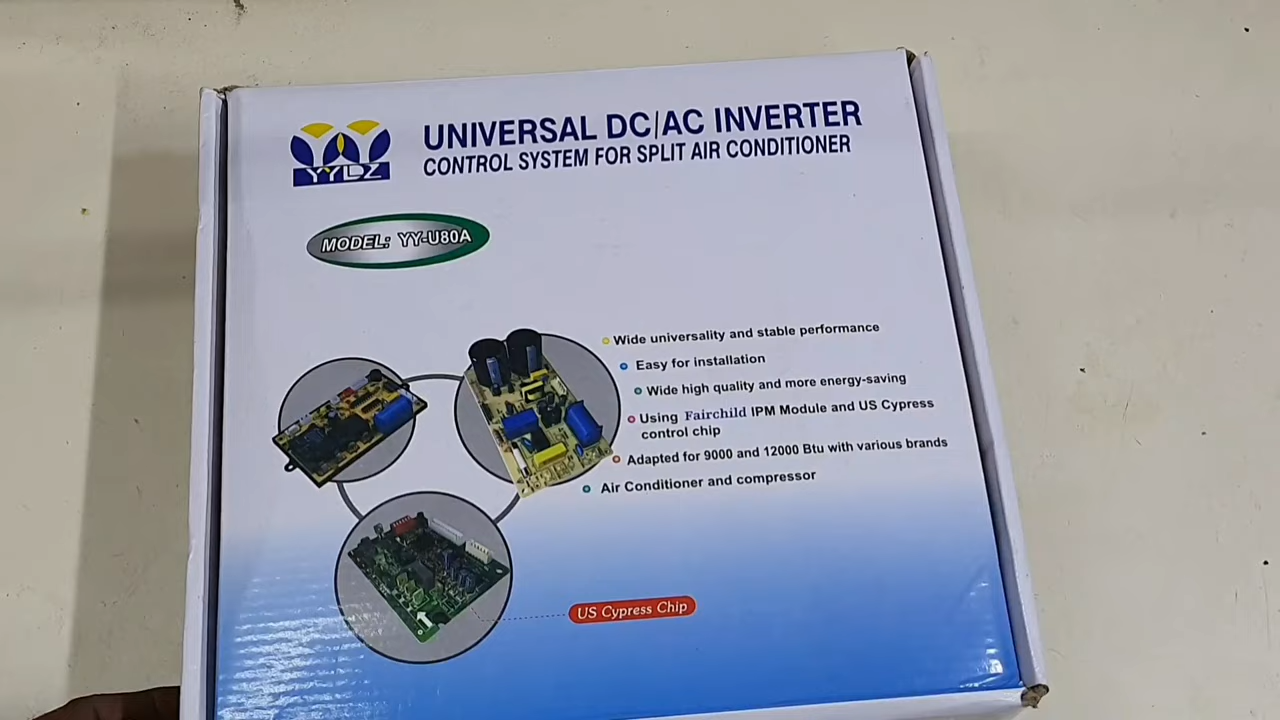 YYDZ
UNIVERSAL DC/AC INVERTER
CONTROL SYSTEM FOR SPLIT AIR CONDITIONER
MODEL: YY-U80A
Wide universality and stable performance
Easy for installation
Wide high quality and more energy-saving
Using Fairchild IPM Module and US Cypress
control chip
Adapted for 9000 and 12000 Btu with various brands
Air Conditioner and compressor
US Cypress Chip